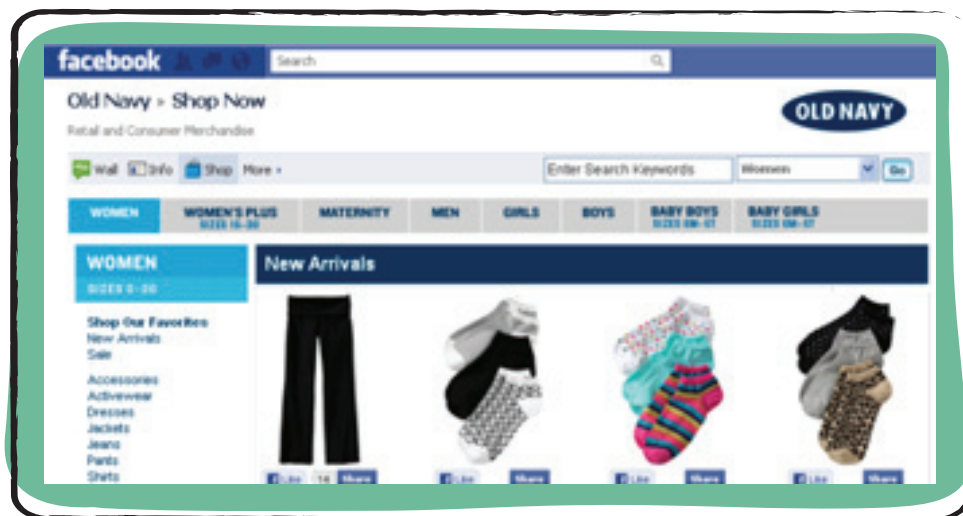 facebook
Search
Old Navy » Shop Now
OLD NAVY
Retail and Consumer Merchandise
Wall Info Shop More »
Enter Search Keywords
Women
Go
WOMEN
WOMEN'S PLUS
MATERNITY
MEN
GIRLS
BOYS
BABY BOYS
BABY GIRLS
WOMEN
New Arrivals
Shop Our Favorites
New Arrivals
Sale
Accessories
Activewear
Dresses
Jackets
Jeans
Pants
Shirts
Like Share
Like Share
Like Share
Like Share